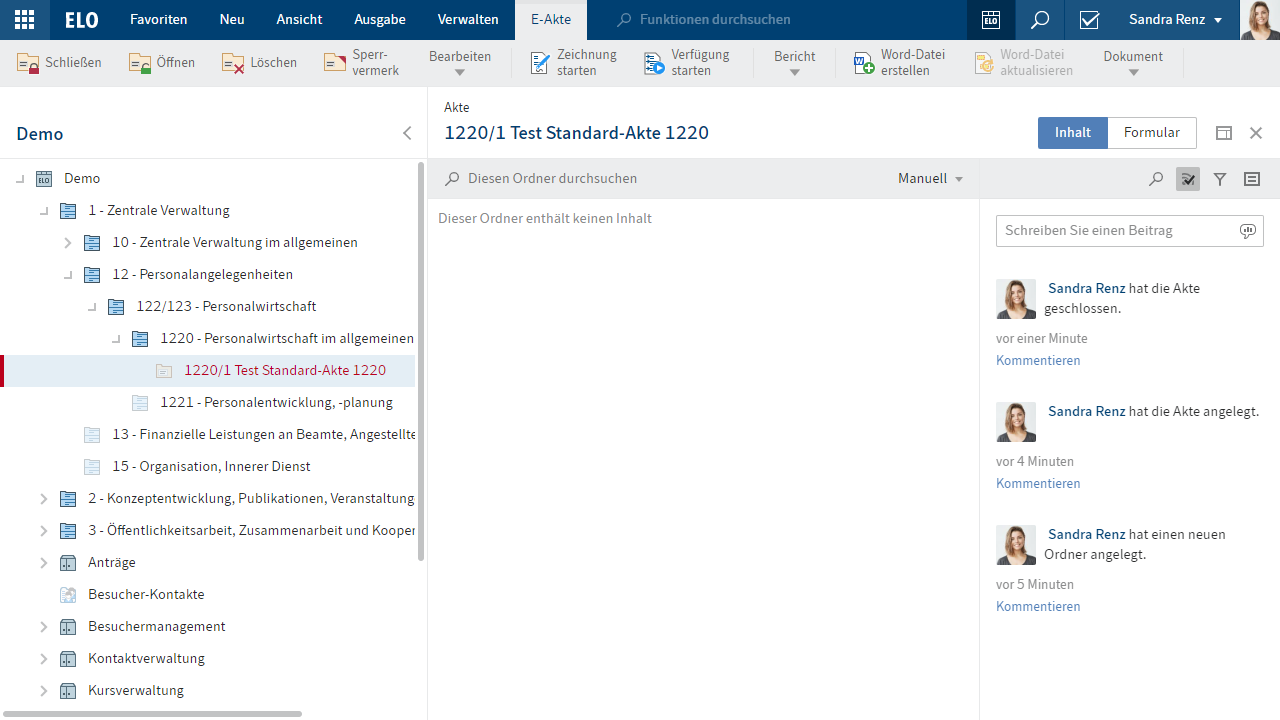 ELO
Favoriten
Neu
Ansicht
Ausgabe
Verwalten
E-Akte
Funktionen durchsuchen
ELO
Sandra Renz
Schließen
Öffnen
Löschen
Sperr-
vermerk
Bearbeiten
Zeichnung
starten
Verfügung
starten
Bericht
Word-Datei
erstellen
Word-Datei
aktualisieren
Dokument
Demo
Akte
1220/1 Test Standard-Akte 1220
Inhalt
Formular
ELO
Demo
1 - Zentrale Verwaltung
10 - Zentrale Verwaltung im allgemeinen
12 - Personalangelegenheiten
122/123 - Personalwirtschaft
1220 - Personalwirtschaft im allgemeinen
1220/1 Test Standard-Akte 1220
1221 - Personalentwicklung, -planung
13 - Finanzielle Leistungen an Beamte, Angestellte
15 - Organisation, Innerer Dienst
2 - Konzeptentwicklung, Publikationen, Veranstaltung
3 - Öffentlichkeitsarbeit, Zusammenarbeit und Kooper
Anträge
Besucher-Kontakte
Besuchermanagement
Kontaktverwaltung
Kursverwaltung
Diesen Ordner durchsuchen
Manuell
Dieser Ordner enthält keinen Inhalt
Schreiben Sie einen Beitrag
Sandra Renz hat die Akte
geschlossen.
vor einer Minute
Kommentieren
Sandra Renz hat die Akte angelegt.
vor 4 Minuten
Kommentieren
Sandra Renz hat einen neuen
Ordner angelegt.
vor 5 Minuten
Kommentieren